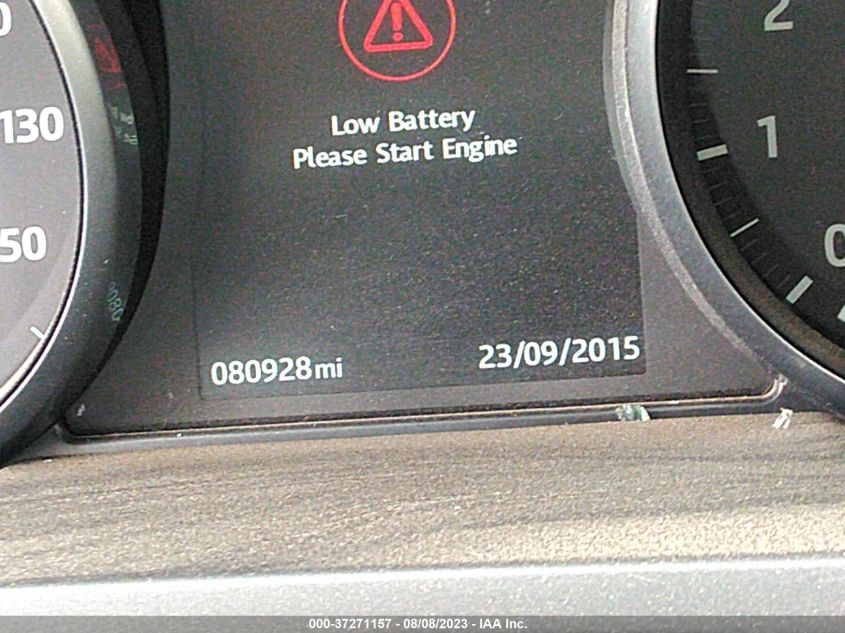 130
50
Low Battery
Please Start Engine
080928mi
23/09/2015
2
1
0
000-37271157 - 08/08/2023 - IAA Inc.